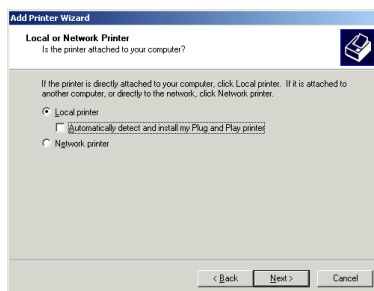 Add Printer Wizard
Local or Network Printer
Is the printer attached to your computer?
If the printer is directly attached to your computer, click Local printer. If it is attached to
another computer, or directly to the network, click Network printer.
Local printer
Automatically detect and install my Plug and Play printer
Network printer
< Back
Next >
Cancel